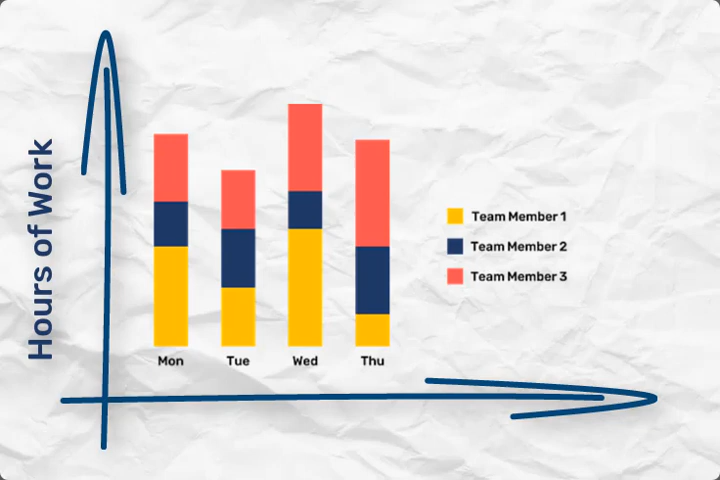 Hours of Work
Team Member 1
Team Member 2
Team Member 3
Mon Tue Wed Thu